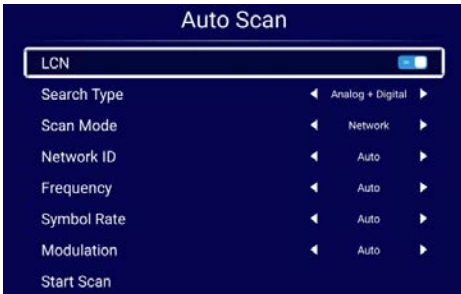 Auto Scan
LCN
Search Type Analog + Digital
Scan Mode Network
Network ID Auto
Frequency Auto
Symbol Rate Auto
Modulation Auto
Start Scan